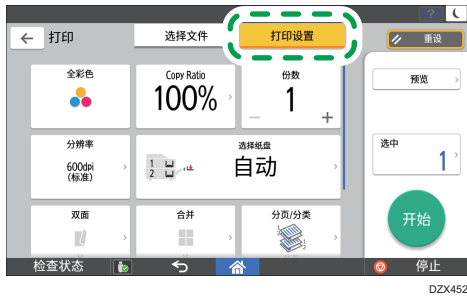 ?
打印
选择文件
打印设置
重设
全彩色
Copy Ratio
100%
份数
1
预览
分辨率
600dpi
(标准)
1
2
选择纸盘
自动
选中
1
双面
合并
分页/分类
开始
检查状态
停止
DZX452